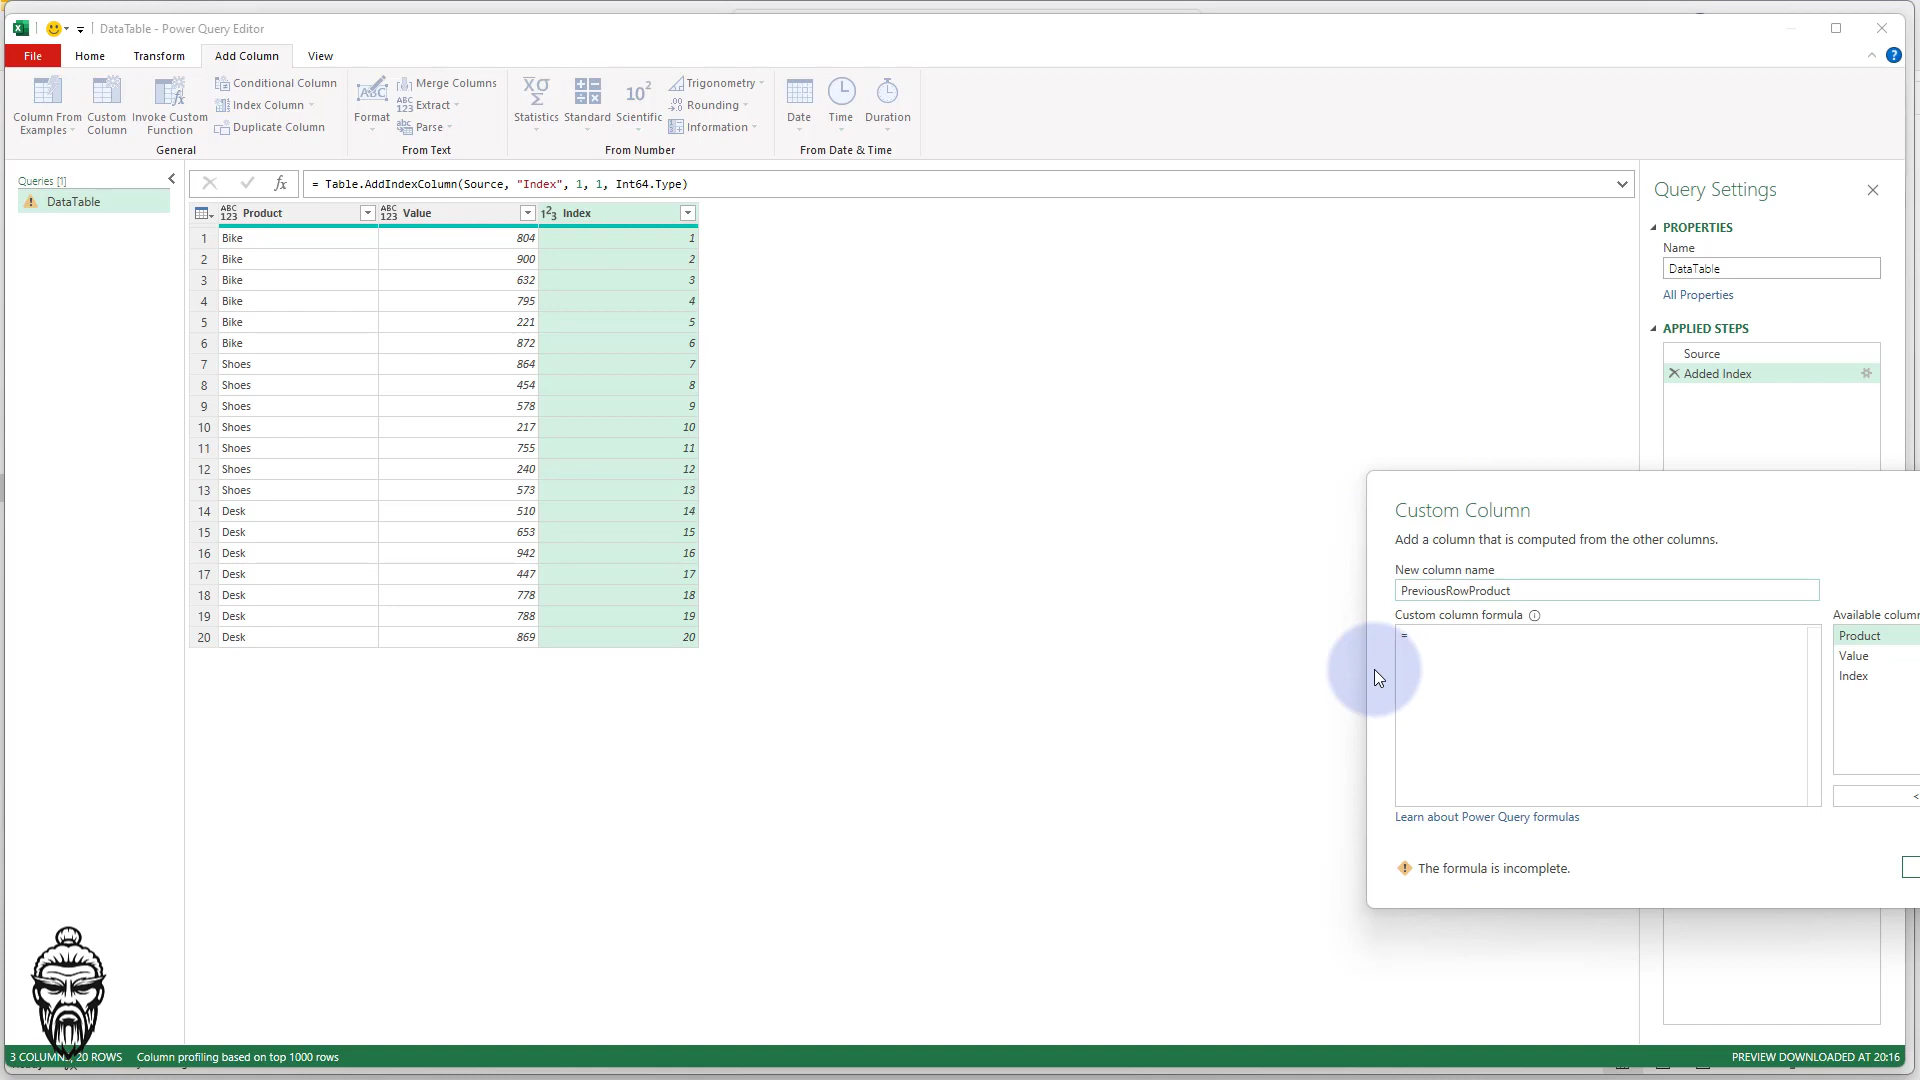 DataTable - Power Query Editor
File Home Transform Add Column View
Column From Examples
Custom Column
Invoke Custom Function
Conditional Column
Index Column
Duplicate Column
General
Format
Merge Columns
Extract
Parse
From Text
Statistics
Standard
Scientific
Trigonometry
Rounding
Information
From Number
Date
Time
Duration
From Date & Time
Queries [1]
DataTable
= Table.AddIndexColumn(Source, "Index", 1, 1, Int64.Type)
Product Value Index
1 Bike 804 1
2 Bike 900 2
3 Bike 632 3
4 Bike 795 4
5 Bike 221 5
6 Bike 872 6
7 Shoes 864 7
8 Shoes 454 8
9 Shoes 578 9
10 Shoes 217 10
11 Shoes 755 11
12 Shoes 240 12
13 Shoes 573 13
14 Desk 510 14
15 Desk 653 15
16 Desk 942 16
17 Desk 447 17
18 Desk 778 18
19 Desk 788 19
20 Desk 869 20
Query Settings
PROPERTIES
Name
DataTable
All Properties
APPLIED STEPS
Source
Added Index
Custom Column
Add a column that is computed from the other columns.
New column name
PreviousRowProduct
Custom column formula
=
Available column
Product
Value
Index
Learn about Power Query formulas
The formula is incomplete.
20 ROWS
Column profiling based on top 1000 rows
PREVIEW DOWNLOADED AT 20:16